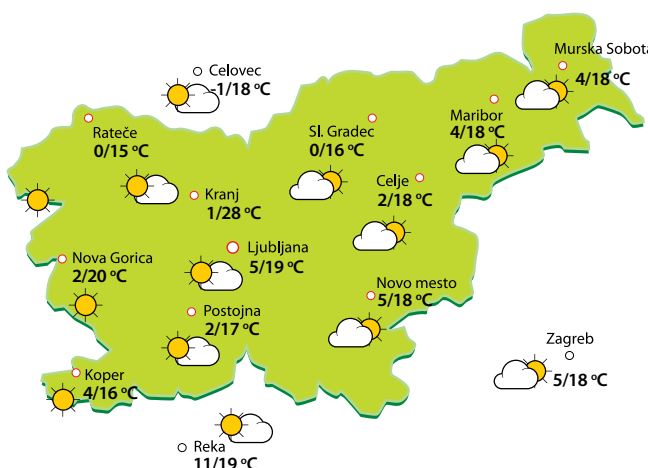 Murska Sobota
4/18 °C
Celovec
-1/18 °C
Maribor
4/18 °C
Rateče
0/15 °C
Sl. Gradec
0/16 °C
Celje
2/18 °C
Kranj
1/28 °C
Ljubljana
5/19 °C
Nova Gorica
2/20 °C
Novo mesto
5/18 °C
Postojna
2/17 °C
Zagreb
5/18 °C
Koper
4/16 °C
Reka
11/19 °C